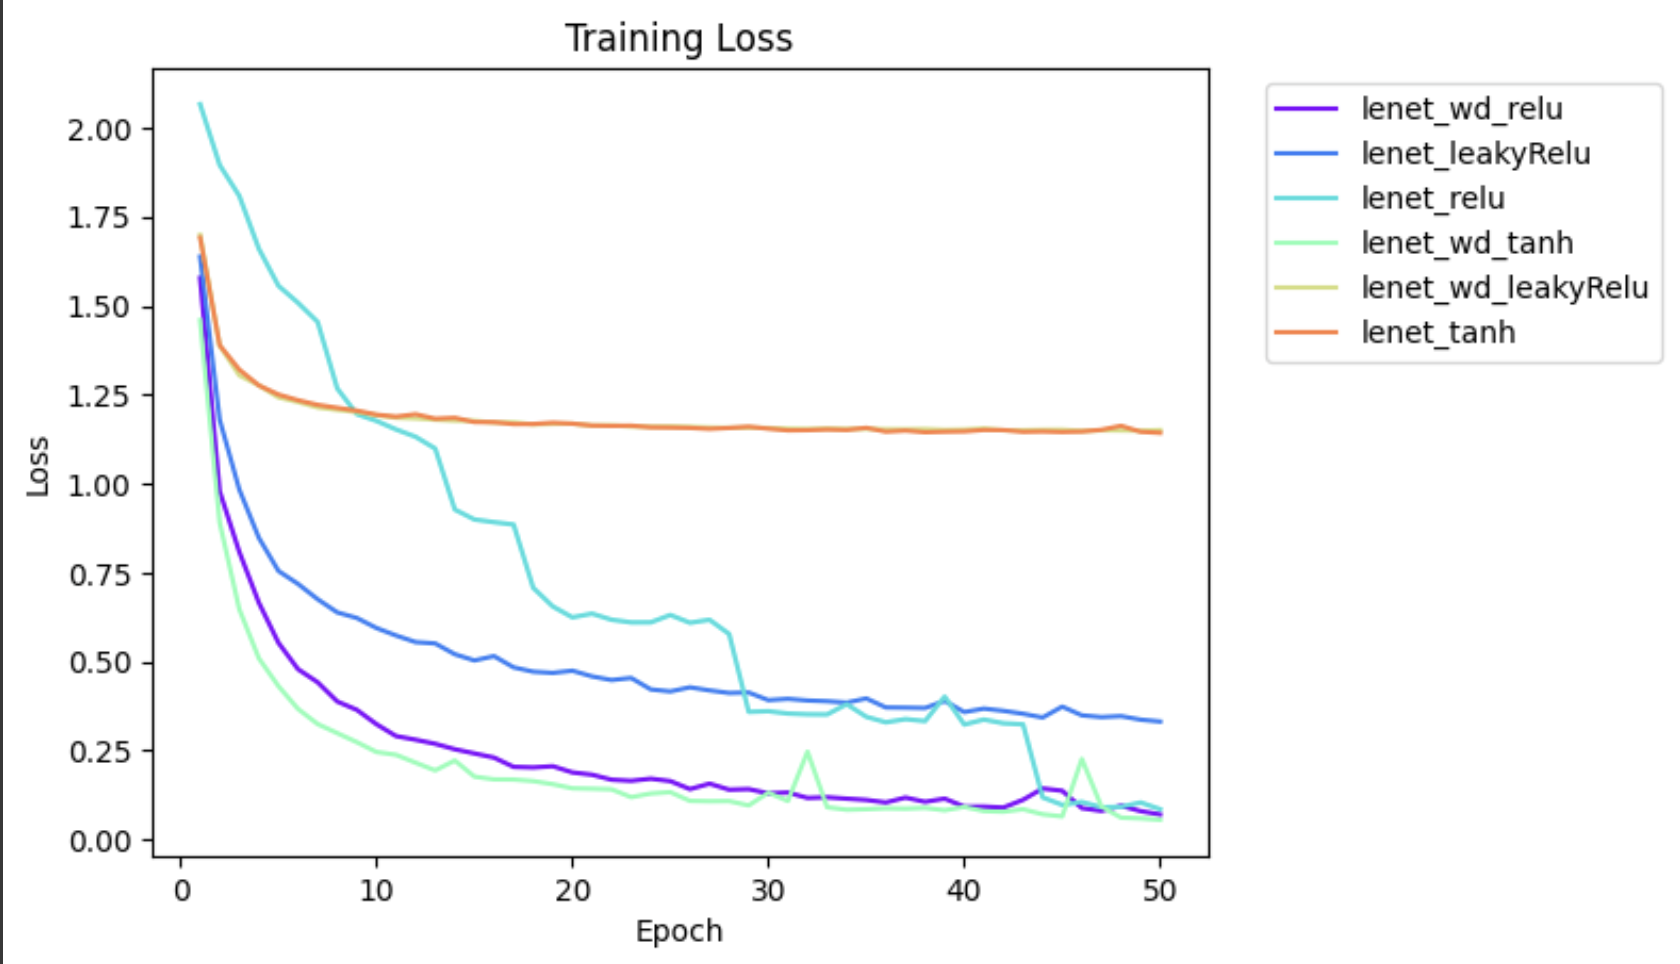 Training Loss
2.00
1.75
1.50
1.25
1.00
0.75
0.50
0.25
0.00
Loss
0 10 20 30 40 50
Epoch
lenet_wd_relu
lenet_leakyRelu
lenet_relu
lenet_wd_tanh
lenet_wd_leakyRelu
lenet_tanh